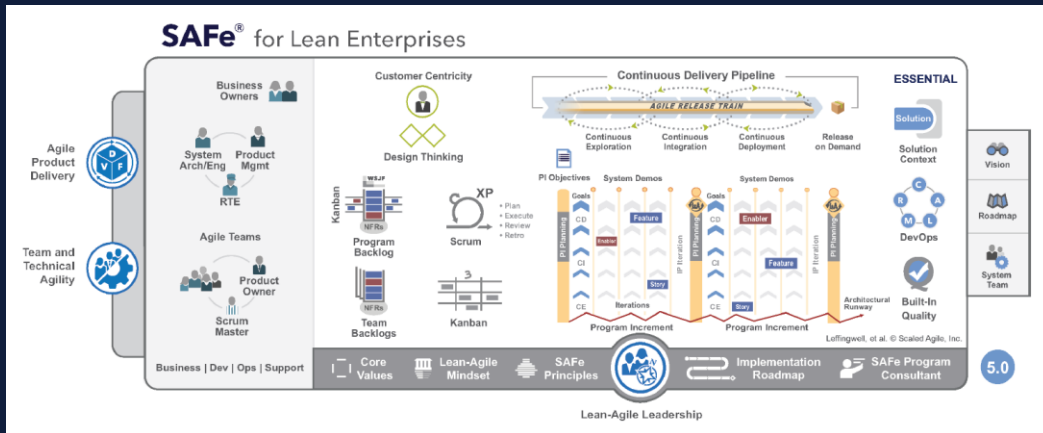 SAFe® for Lean Enterprises
Agile
Product
Delivery
Team and
Technical
Agility
D
V F
Business
Owners
System
Arch/Eng
Product
Mgmt
RTE
Agile Teams
Product
Owner
Scrum
Master
Business | Dev | Ops | Support
Customer Centricity
Design Thinking
Kanban
WSJF
NFRs
Program
Backlog
XP
• Plan
• Execute
• Review
• Retro
Scrum
NFRs
Team
Backlogs
3
Kanban
Continuous Delivery Pipeline
AGILE RELEASE TRAIN
Continuous
Exploration
Continuous
Integration
Continuous
Deployment
Release
on Demand
PI Objectives
System Demos
System Demos
PI Planning
Goals
CD
CI
CE
Enabler
Feature
Story
Iterations
IP Iteration
PI Planning
Goals
CD
CI
CE
Enabler
Feature
Story
IP Iteration
PI Planning
Architectural
Runway
Program Increment
Program Increment
Leffingwell, et al. © Scaled Agile, Inc.
ESSENTIAL
Solution
Solution
Context
C
R A
M L
DevOps
Built-In
Quality
Vision
Roadmap
System
Team
Core
Values
Lean-Agile
Mindset
SAFe
Principles
Implementation
Roadmap
SAFe Program
Consultant
Lean-Agile Leadership
5.0